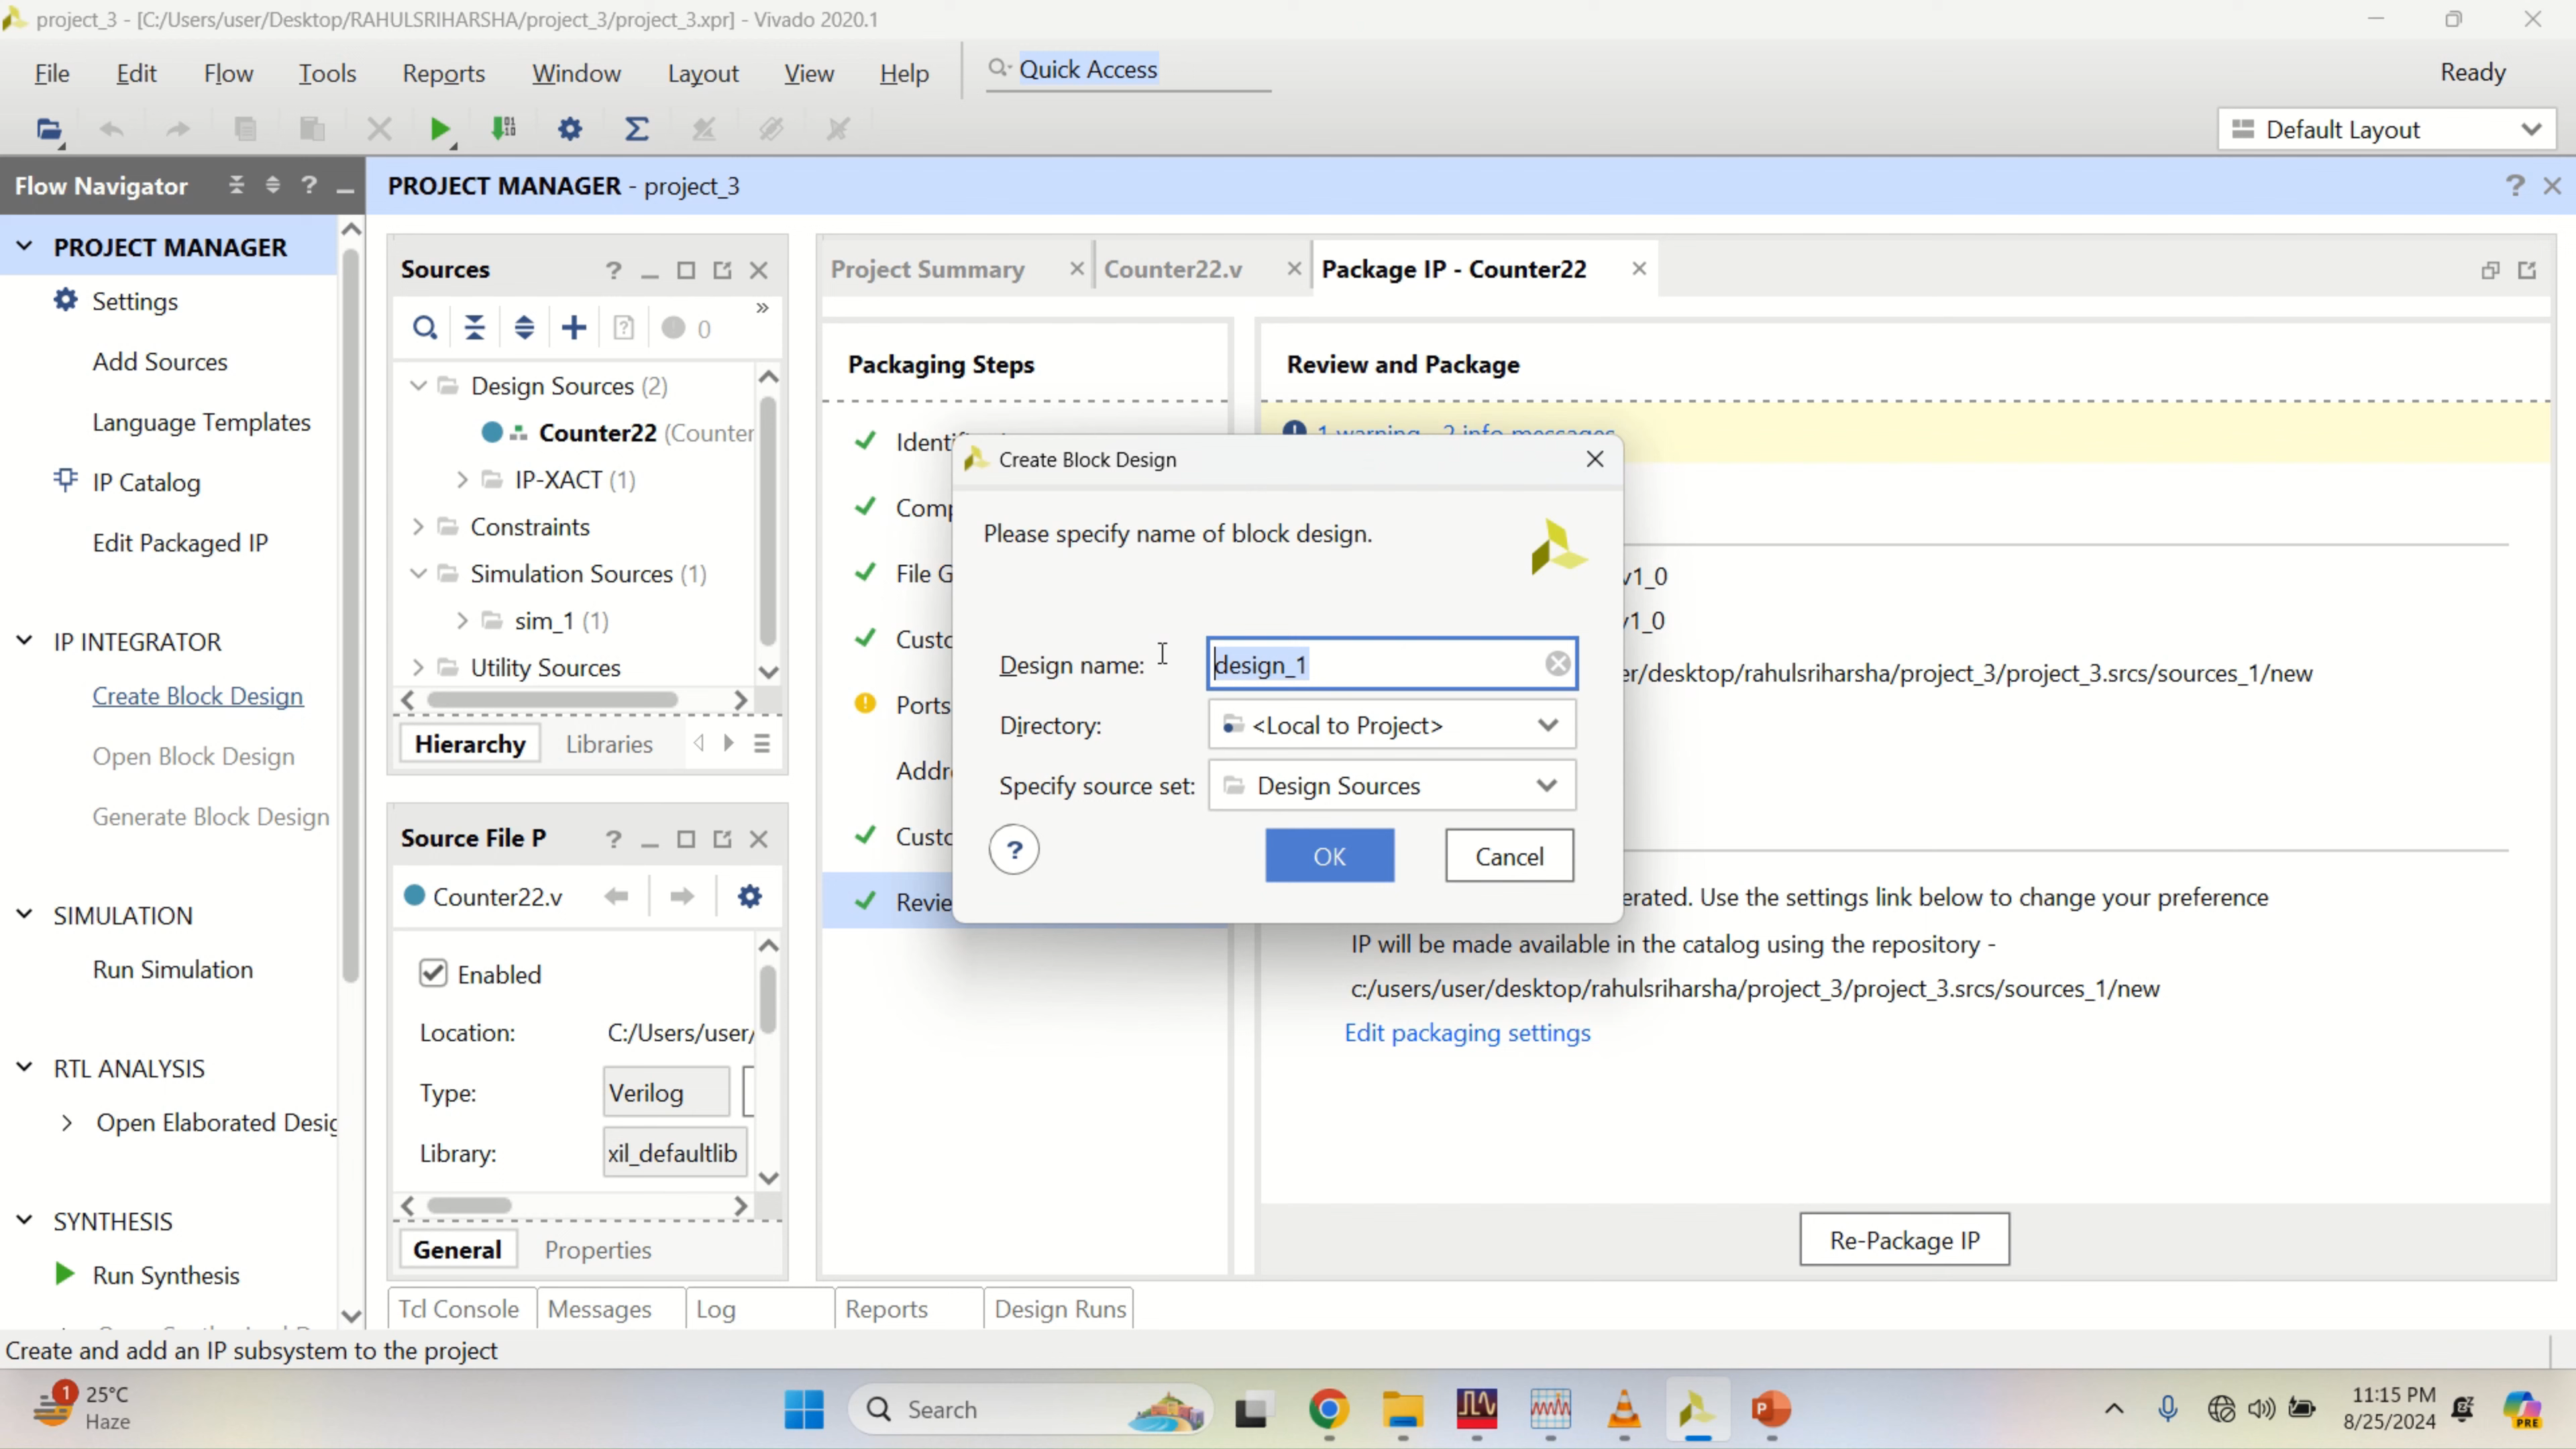 project_3 - [C:/Users/user/Desktop/RAHULSRIHARSHA/project_3/project_3.xpr] - Vivado 2020.1
File Edit Flow Tools Reports Window Layout View Help Quick Access Ready
Default Layout
Flow Navigator
PROJECT MANAGER - project_3
PROJECT MANAGER
Settings
Add Sources
Language Templates
IP Catalog
Edit Packaged IP
IP INTEGRATOR
Create Block Design
Open Block Design
Generate Block Design
SIMULATION
Run Simulation
RTL ANALYSIS
Open Elaborated Desig
SYNTHESIS
Run Synthesis
Sources
0
Design Sources (2)
Counter22 (Counter
IP-XACT (1)
Constraints
Simulation Sources (1)
sim_1 (1)
Utility Sources
Hierarchy Libraries
Source File P
Counter22.v
Enabled
Location: C:/Users/user/
Type: Verilog
Library: xil_defaultlib
General Properties
Project Summary Counter22.v Package IP - Counter22
Packaging Steps
Identif
Comp
File G
Custo
Ports
Addr
Custo
Revie
Review and Package
1 warning 2 info messages
v1_0
v1_0
er/desktop/rahulsriharsha/project_3/project_3.srcs/sources_1/new
erated. Use the settings link below to change your preference
IP will be made available in the catalog using the repository -
c:/users/user/desktop/rahulsriharsha/project_3/project_3.srcs/sources_1/new
Edit packaging settings
Re-Package IP
Create Block Design
Please specify name of block design.
Design name: design_1
Directory: <Local to Project>
Specify source set: Design Sources
? OK Cancel
Tcl Console Messages Log Reports Design Runs
Create and add an IP subsystem to the project
1 25°C
Haze
Search
11:15 PM
8/25/2024
PRE